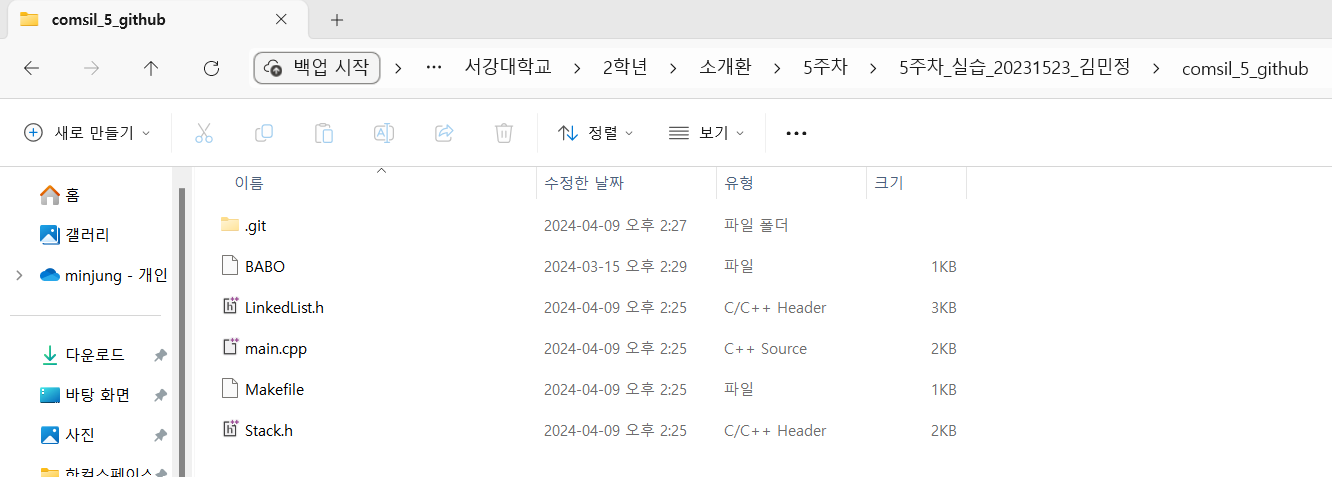 comsil_5_github
백업 시작 > ... 서강대학교 > 2학년 > 소개환 > 5주차 > 5주차_실습_20231523_김민정 > comsil_5_github
새로 만들기 정렬 보기 ...
이름 수정한 날짜 유형 크기
홈
갤러리
minjung - 개인
다운로드
바탕 화면
사진
한컴스페이스
.git 2024-04-09 오후 2:27 파일 폴더
BABO 2024-03-15 오후 2:29 파일 1KB
LinkedList.h 2024-04-09 오후 2:25 C/C++ Header 3KB
main.cpp 2024-04-09 오후 2:25 C++ Source 2KB
Makefile 2024-04-09 오후 2:25 파일 1KB
Stack.h 2024-04-09 오후 2:25 C/C++ Header 2KB